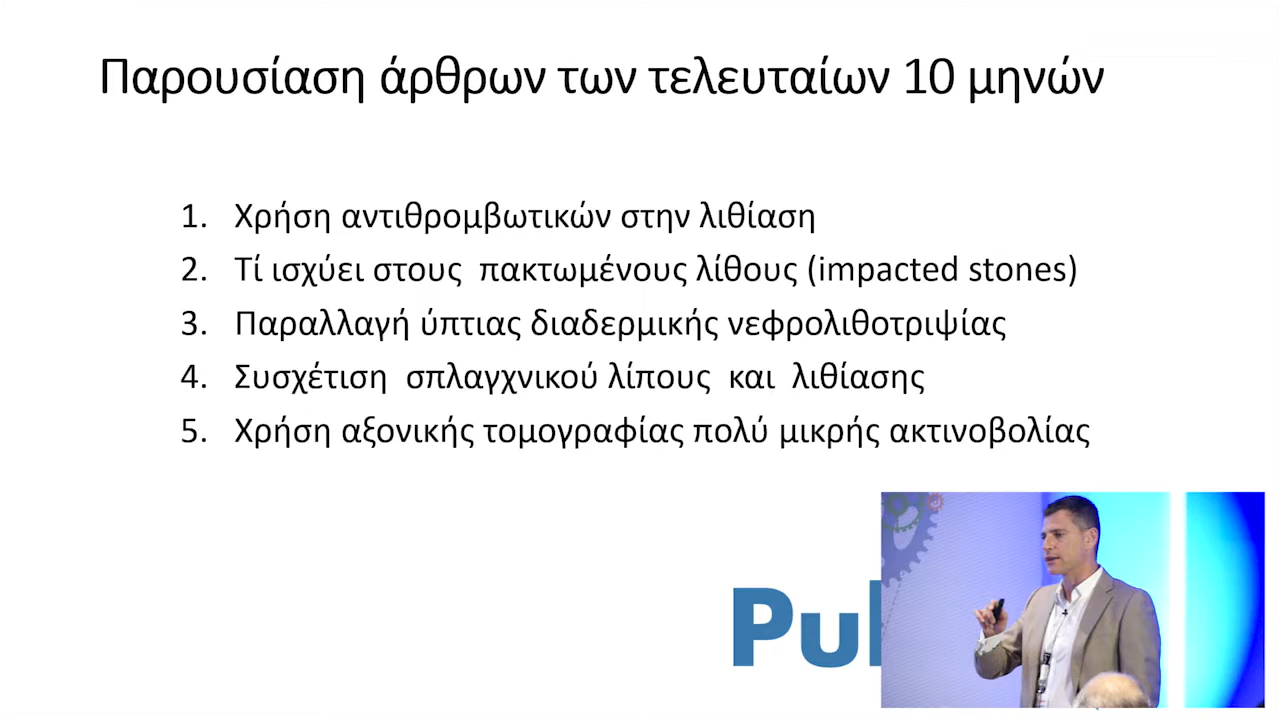 Παρουσίαση άρθρων των τελευταίων 10 μηνών
1. Χρήση αντιθρομβωτικών στην λιθίαση
2. Τί ισχύει στους πακτωμένους λίθους (impacted stones)
3. Παραλλαγή ύπτιας διαδερμικής νεφρολιθοτριψίας
4. Συσχέτιση σπλαγχνικού λίπους και λιθίασης
5. Χρήση αξονικής τομογραφίας πολύ μικρής ακτινοβολίας